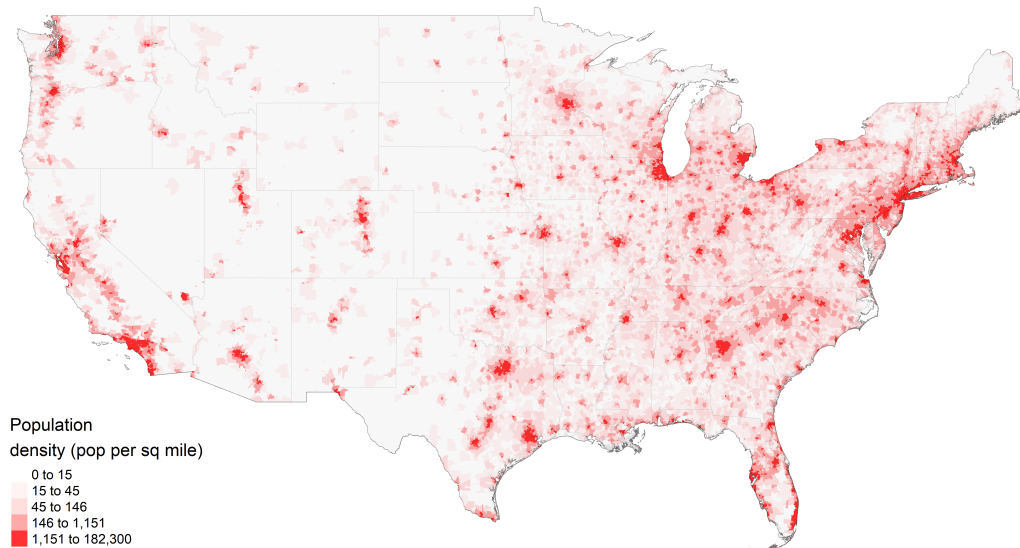 Population
density (pop per sq mile)
0 to 15
15 to 45
45 to 146
146 to 1,151
1,151 to 182,300